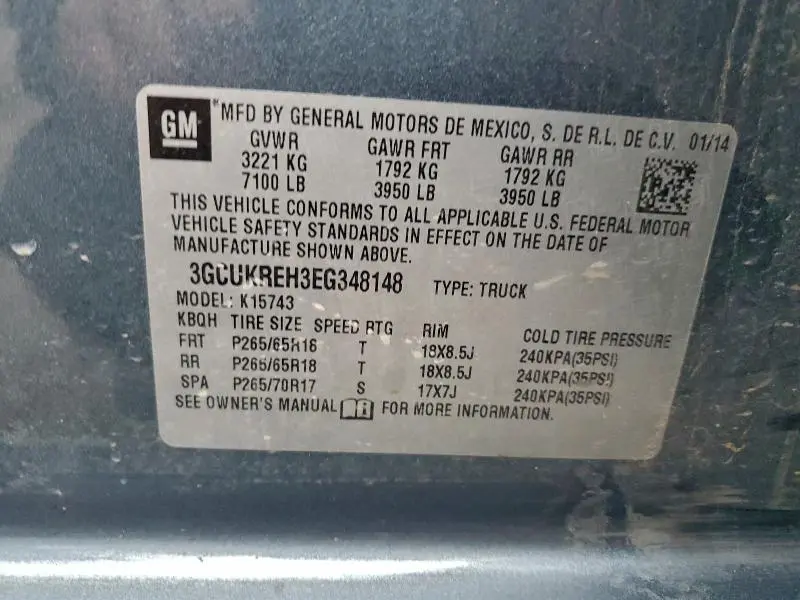 GM
MFD BY GENERAL MOTORS DE MEXICO, S. DE R.L. DE C.V. 01/14
GVWR GAWR FRT GAWR RR
3221 KG 1792 KG 1792 KG
7100 LB 3950 LB 3950 LB
THIS VEHICLE CONFORMS TO ALL APPLICABLE U.S. FEDERAL MOTOR
VEHICLE SAFETY STANDARDS IN EFFECT ON THE DATE OF
MANUFACTURE SHOWN ABOVE.
3GCUKREH3EG348148 TYPE: TRUCK
MODEL: K15743
KBQH TIRE SIZE SPEED RTG RIM COLD TIRE PRESSURE
FRT P265/65R18 T 18X8.5J 240KPA(35PSI)
RR P265/65R18 T 18X8.5J 240KPA(35PSI)
SPA P265/70R17 S 17X7J 240KPA(35PSI)
SEE OWNER'S MANUAL FOR MORE INFORMATION.